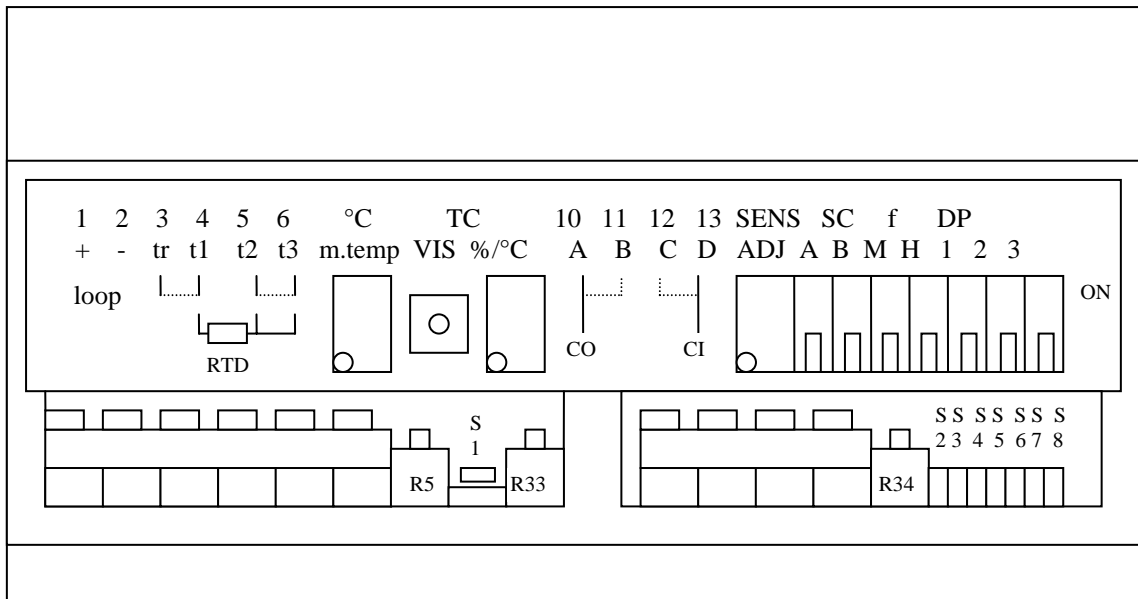 1 2 3 4 5 6 °C TC 10 11 12 13 SENS SC f DP
+ - tr t1 t2 t3 m.temp VIS %/°C A B C D ADJ A B M H 1 2 3
loop
ON
RTD
CO
CI
S
1
R5
R33
R34
S S S S S S S
2 3 4 5 6 7 8